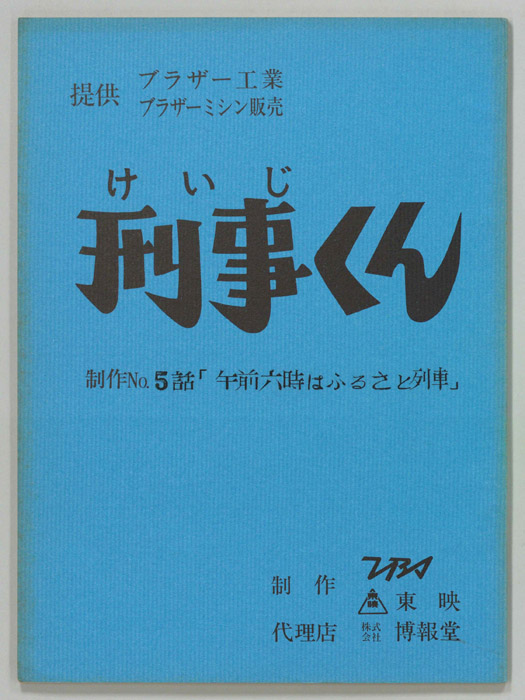 提供
ブラザー工業
ブラザーミシン販売
けいじ
刑事くん
制作No. 5話「午前六時はふるさと列車」
制作 TBS
東映 東映
代理店 株式会社 博報堂